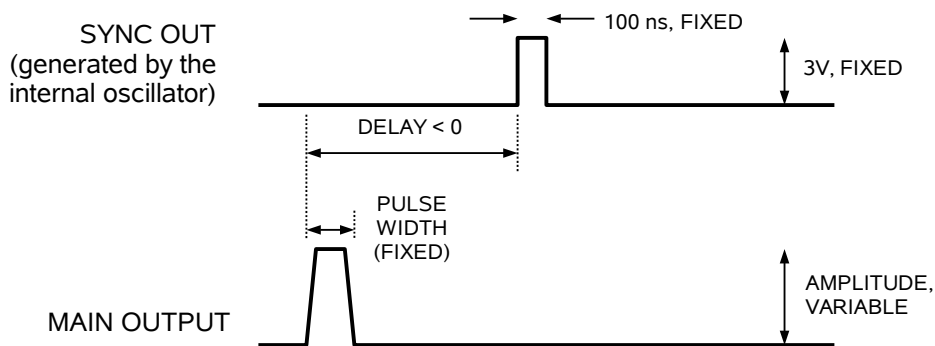 SYNC OUT
(generated by the
internal oscillator)
100 ns, FIXED
3V, FIXED
DELAY < 0
PULSE
WIDTH
(FIXED)
MAIN OUTPUT
AMPLITUDE,
VARIABLE